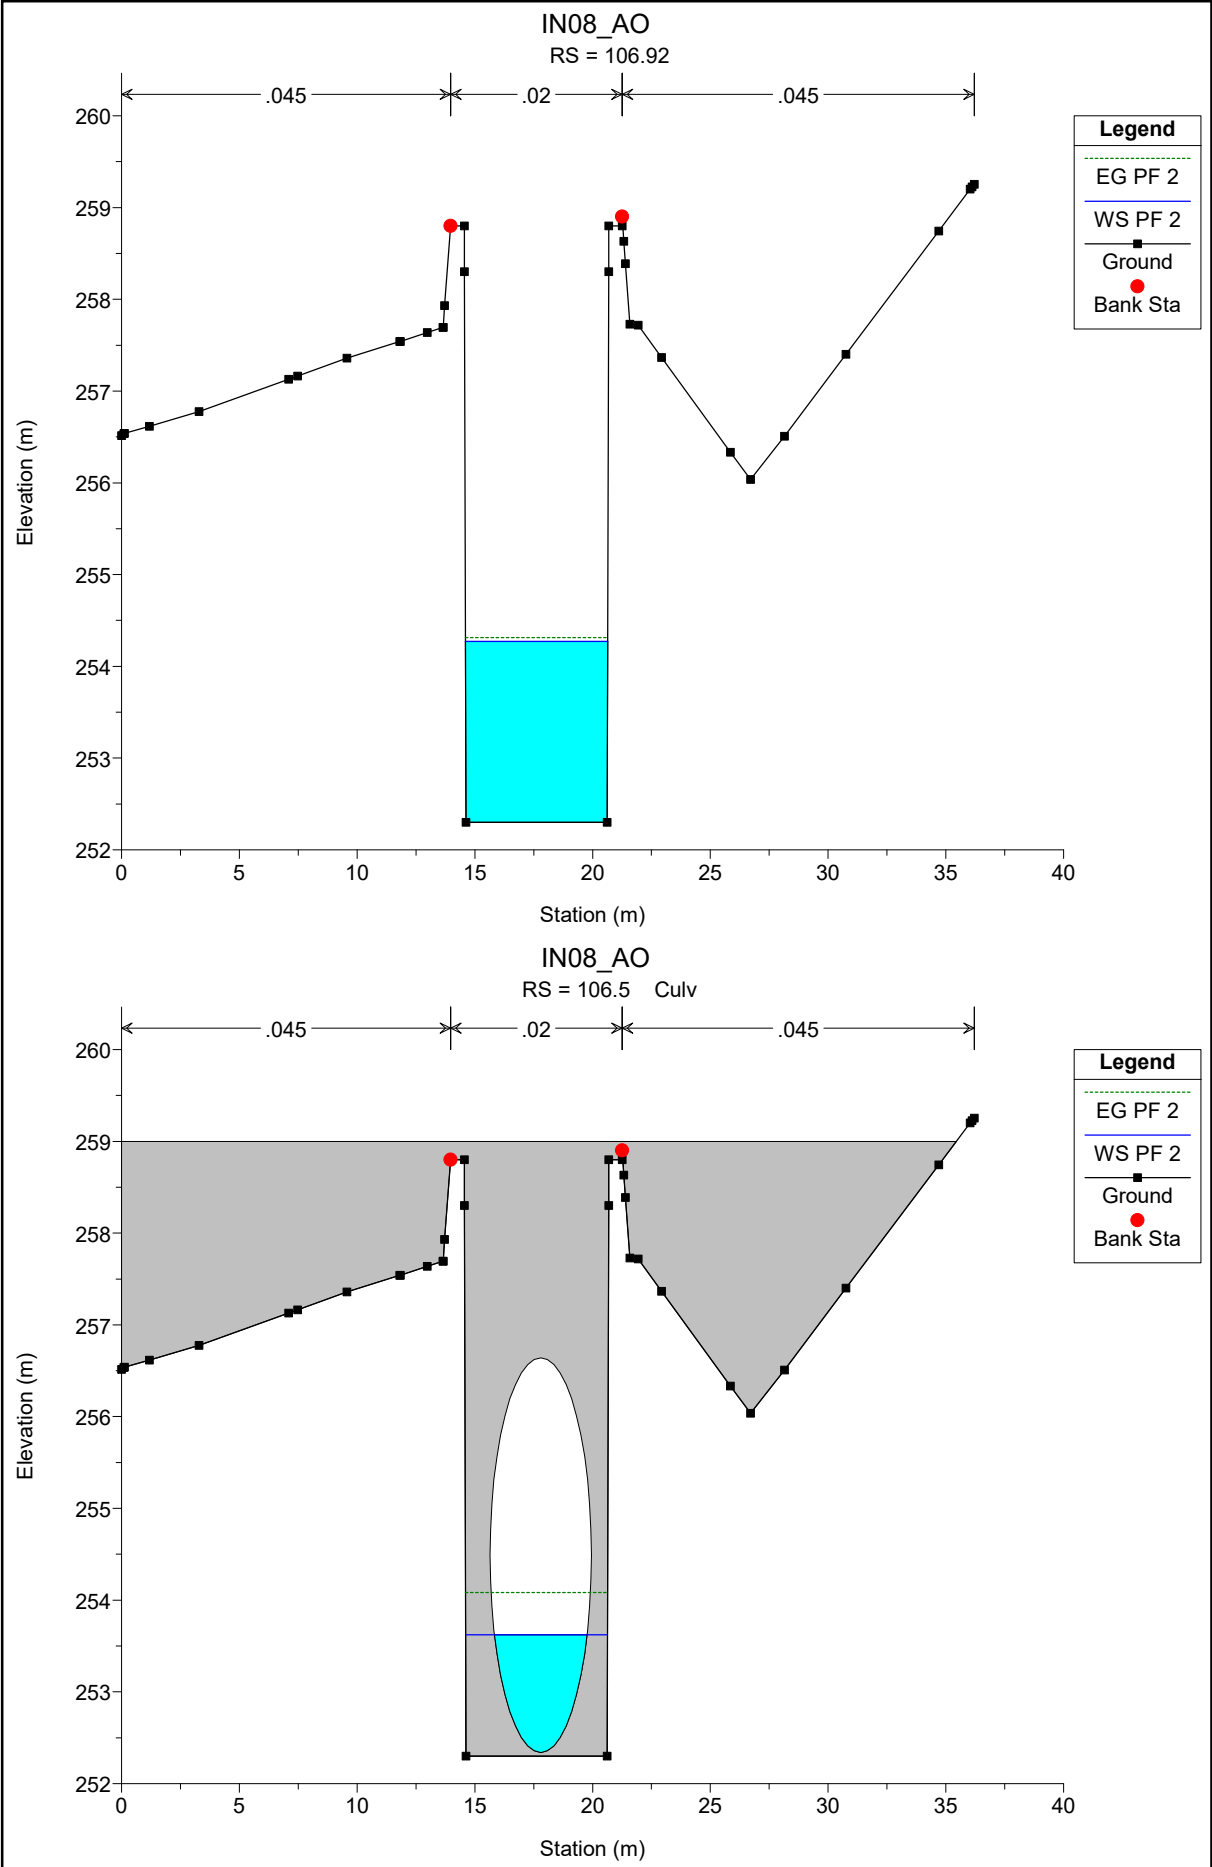 IN08_AO
RS = 106.92
.045 .02 .045
260
259
258
257
256
255
254
253
252
Elevation (m)
0 5 10 15 20 25 30 35 40
Station (m)
Legend
EG PF 2
WS PF 2
Ground
Bank Sta
IN08_AO
RS = 106.5 Culv
.045 .02 .045
260
259
258
257
256
255
254
253
252
Elevation (m)
0 5 10 15 20 25 30 35 40
Station (m)
Legend
EG PF 2
WS PF 2
Ground
Bank Sta